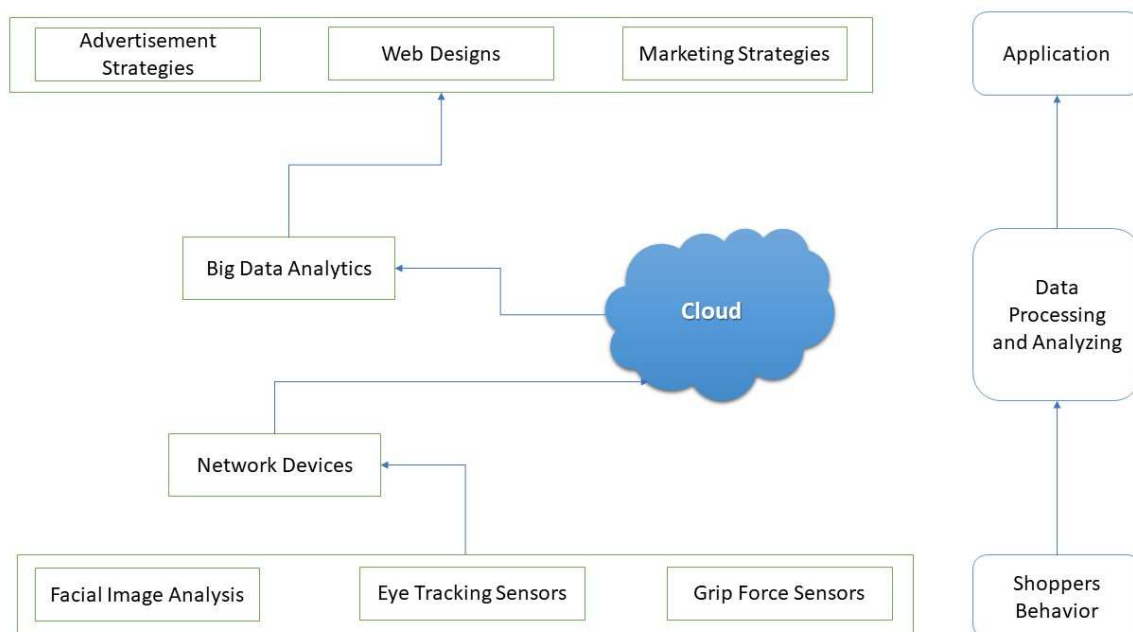 Advertisement
Strategies
Web Designs
Marketing Strategies
Application
Big Data Analytics
Cloud
Data
Processing
and Analyzing
Network Devices
Facial Image Analysis
Eye Tracking Sensors
Grip Force Sensors
Shoppers
Behavior